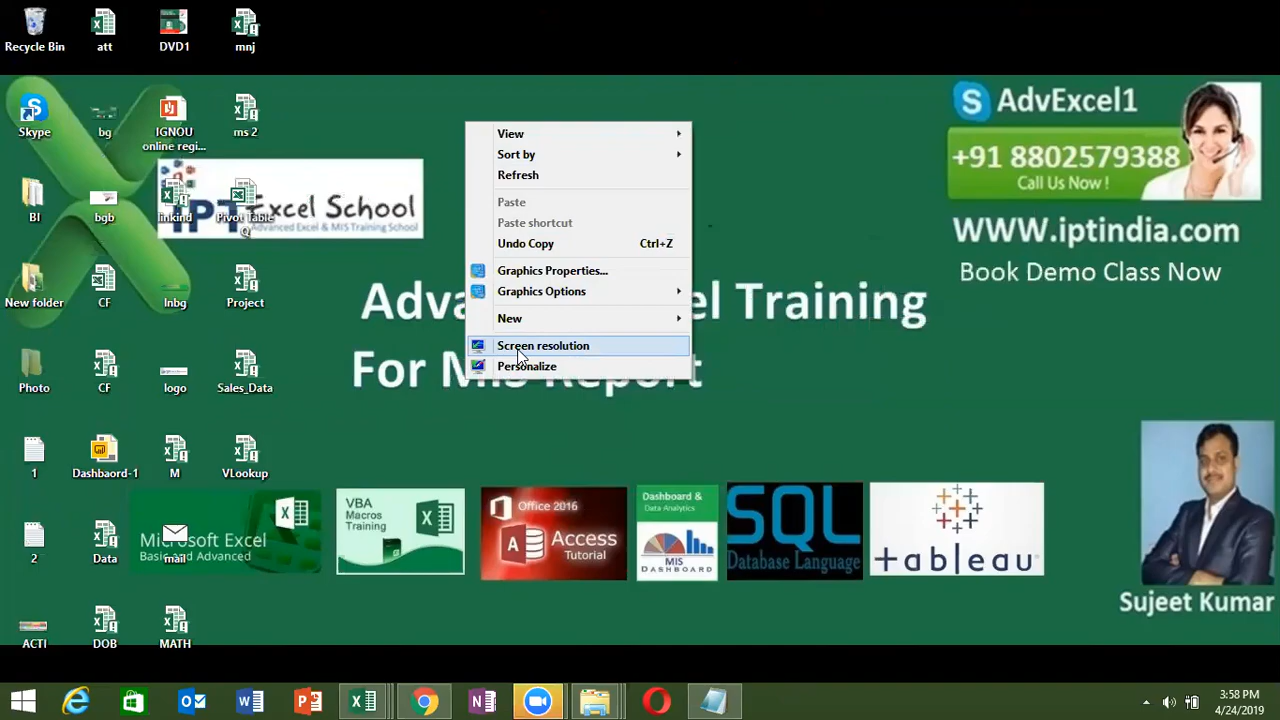 Recycle Bin
att
DVD1
mnj
Skype
bg
IGNOU
online regi...
ms 2
BI
bgb
linkind
Pivot Table
Q
Excel School
Advanced Excel & MIS Training School
New folder
CF
Inbg
Project
Photo
CF
logo
Sales_Data
1
Dashbaord-1
M
VLookup
2
Data
mail
ACTI
DOB
MATH
View
Sort by
Refresh
Paste
Paste shortcut
Undo Copy Ctrl+Z
Graphics Properties...
Graphics Options
New
Screen resolution
Personalize
AdvExcel1
+91 8802579388
Call Us Now !
WWW.iptindia.com
Book Demo Class Now
Training
For
Microsoft Excel
Basic and Advanced
VBA
Macros
Training
Office 2016
Access
Tutorial
Dashboard &
Data Analytics
MIS
DASHBOARD
SQL
Database Language
tableau
Sujeet Kumar
3:58 PM
4/24/2019